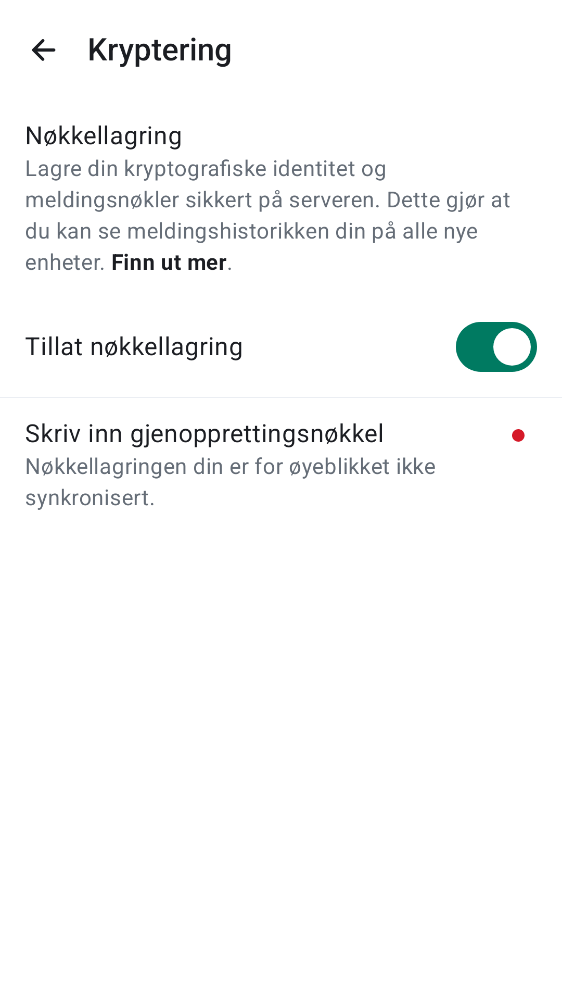 Kryptering
Nøkkellagring
Lagre din kryptografiske identitet og
meldingsnøkler sikkert på serveren. Dette gjør at
du kan se meldingshistorikken din på alle nye
enheter. Finn ut mer.
Tillat nøkkellagring
Skriv inn gjenopprettingsnøkkel
Nøkkellagringen din er for øyeblikket ikke
synkronisert.